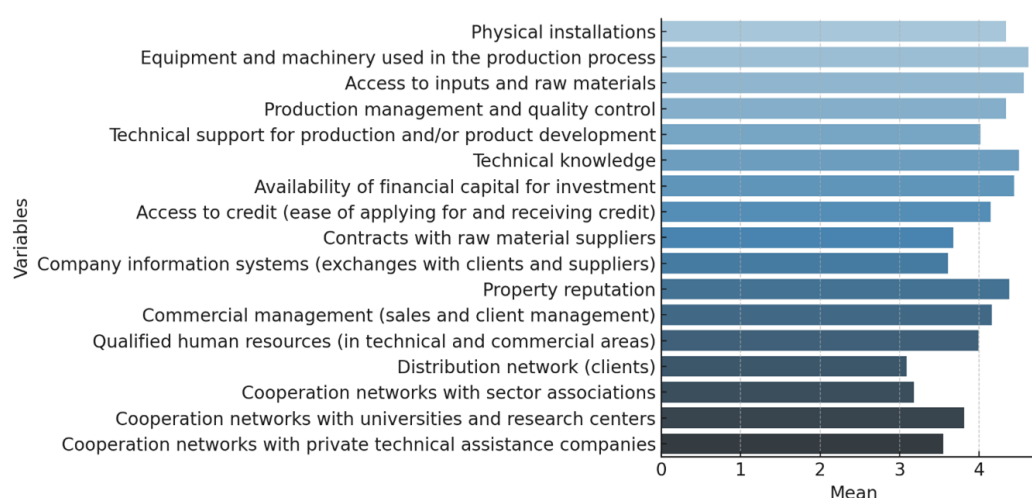 Physical installations
Equipment and machinery used in the production process
Access to inputs and raw materials
Production management and quality control
Technical support for production and/or product development
Technical knowledge
Availability of financial capital for investment
Access to credit (ease of applying for and receiving credit)
Contracts with raw material suppliers
Company information systems (exchanges with clients and suppliers)
Property reputation
Commercial management (sales and client management)
Qualified human resources (in technical and commercial areas)
Distribution network (clients)
Cooperation networks with sector associations
Cooperation networks with universities and research centers
Cooperation networks with private technical assistance companies
Variables
0 1 2 3 4
Mean